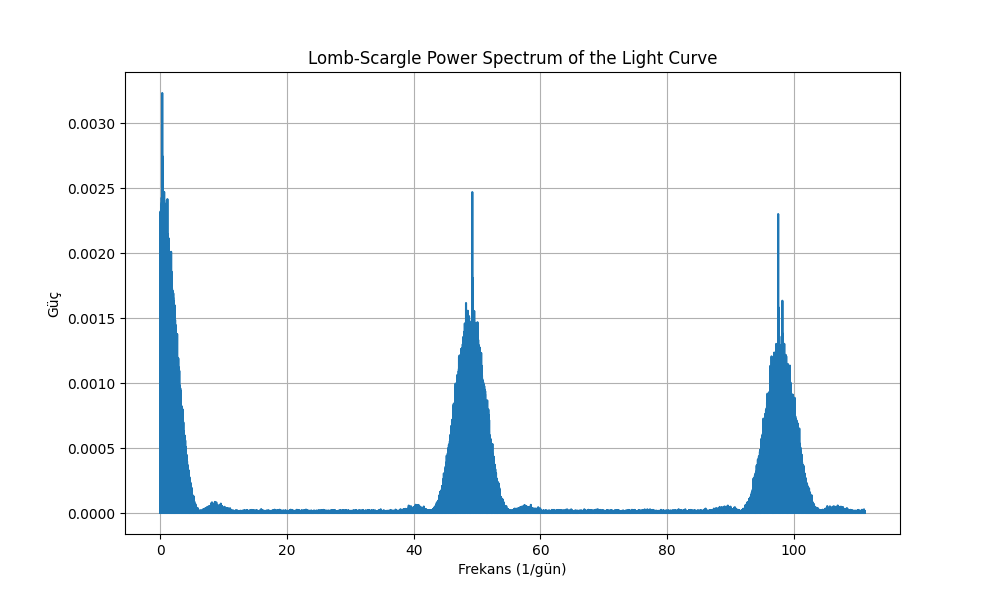 Lomb-Scargle Power Spectrum of the Light Curve
Güç
0.0030
0.0025
0.0020
0.0015
0.0010
0.0005
0.0000
0 20 40 60 80 100
Frekans (1/gün)